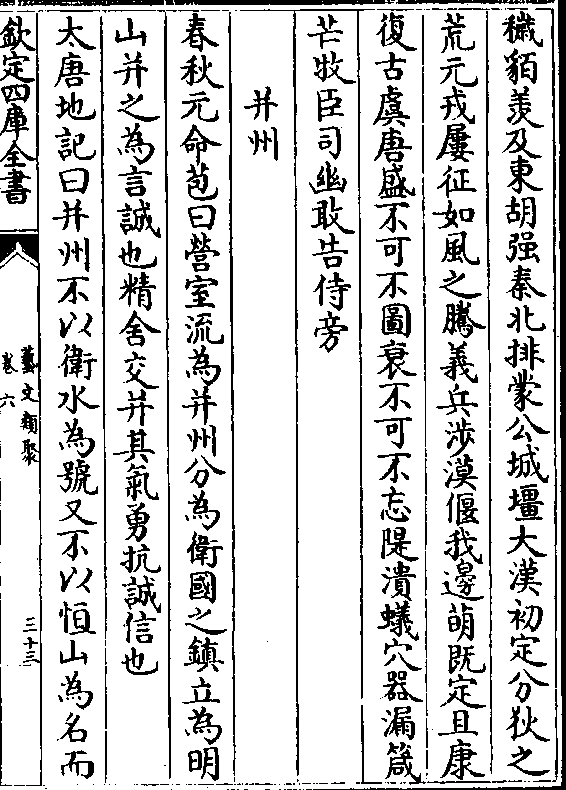 穢貊羨及東胡强秦北排蒙公城壃大漢初定分狄之
荒元戎屢征如風之騰義兵涉漠偃我邊萌既定且康
復古虞唐盛不可不圖衰不可不忘隄潰蟻穴器漏箴
芒牧臣司幽敢告侍旁
并州
春秋元命苞曰營室流為并州分為衛國之鎮立為明
山并之為言誠也精舍交并其氣勇抗誠信也
太唐地記曰并州不以衛水為號又不以恒山為名而
欽定四庫全書
藝文類聚
卷六
三十三